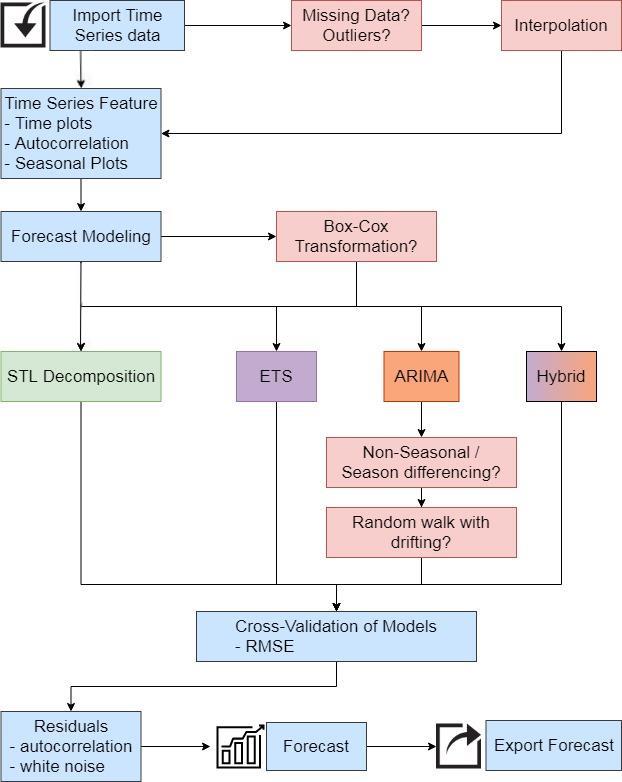 Import Time
Series data
Missing Data?
Outliers?
Interpolation
Time Series Feature
- Time plots
- Autocorrelation
- Seasonal Plots
Forecast Modeling
Box-Cox
Transformation?
STL Decomposition
ETS
ARIMA
Hybrid
Non-Seasonal /
Season differencing?
Random walk with
drifting?
Cross-Validation of Models
- RMSE
Residuals
- autocorrelation
- white noise
Forecast
Export Forecast